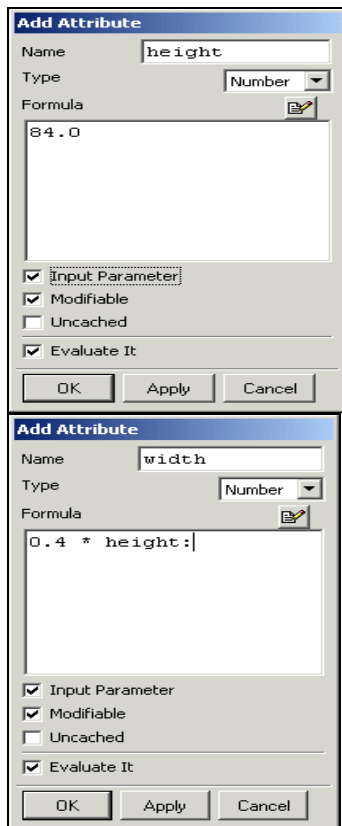 Add Attribute
Name height
Type Number
Formula
84.0
Input Parameter
Modifiable
Uncached
Evaluate It
OK Apply Cancel
Add Attribute
Name width
Type Number
Formula
0.4 * height:
Input Parameter
Modifiable
Uncached
Evaluate It
OK Apply Cancel